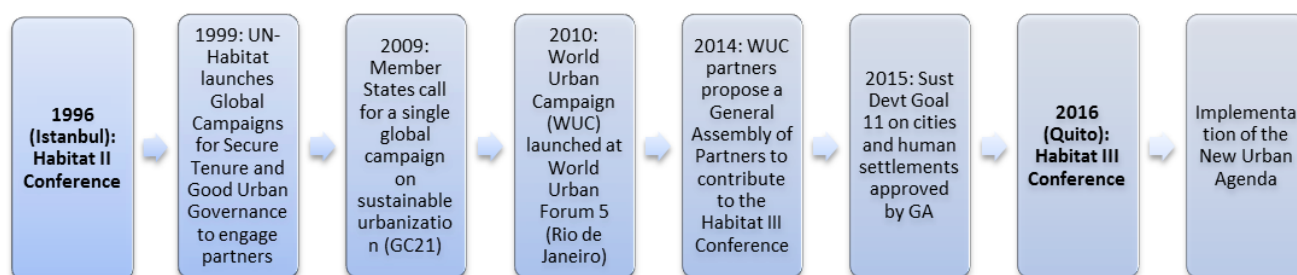 1996
(Istanbul):
Habitat II
Conference
1999: UN-
Habitat
launches
Global
Campaigns
for Secure
Tenure and
Good Urban
Governance
to engage
partners
2009:
Member
States call
for a single
global
campaign
on
sustainable
urbanizatio
n (GC21)
2010:
World
Urban
Campaign
(WUC)
launched at
World
Urban
Forum 5
(Rio de
Janeiro)
2014: WUC
partners
propose a
General
Assembly of
Partners to
contribute
to the
Habitat III
Conference
2015: Sust
Devt Goal
11 on cities
and human
settlements
approved
by GA
2016
(Quito):
Habitat III
Conference
Implementa
tion of the
New Urban
Agenda